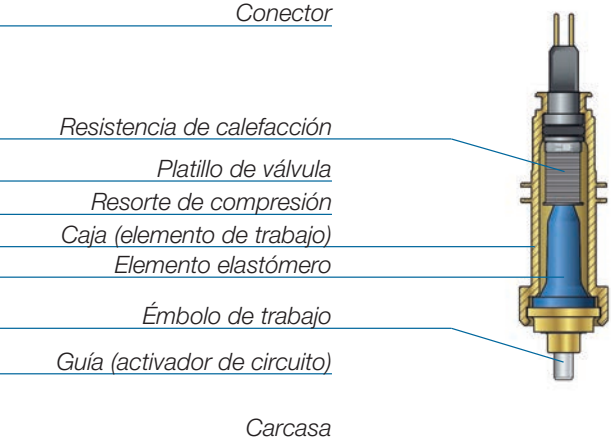 Conector
Resistencia de calefacción
Platillo de válvula
Resorte de compresión
Caja (elemento de trabajo)
Elemento elastómero
Émbolo de trabajo
Guía (activador de circuito)
Carcasa